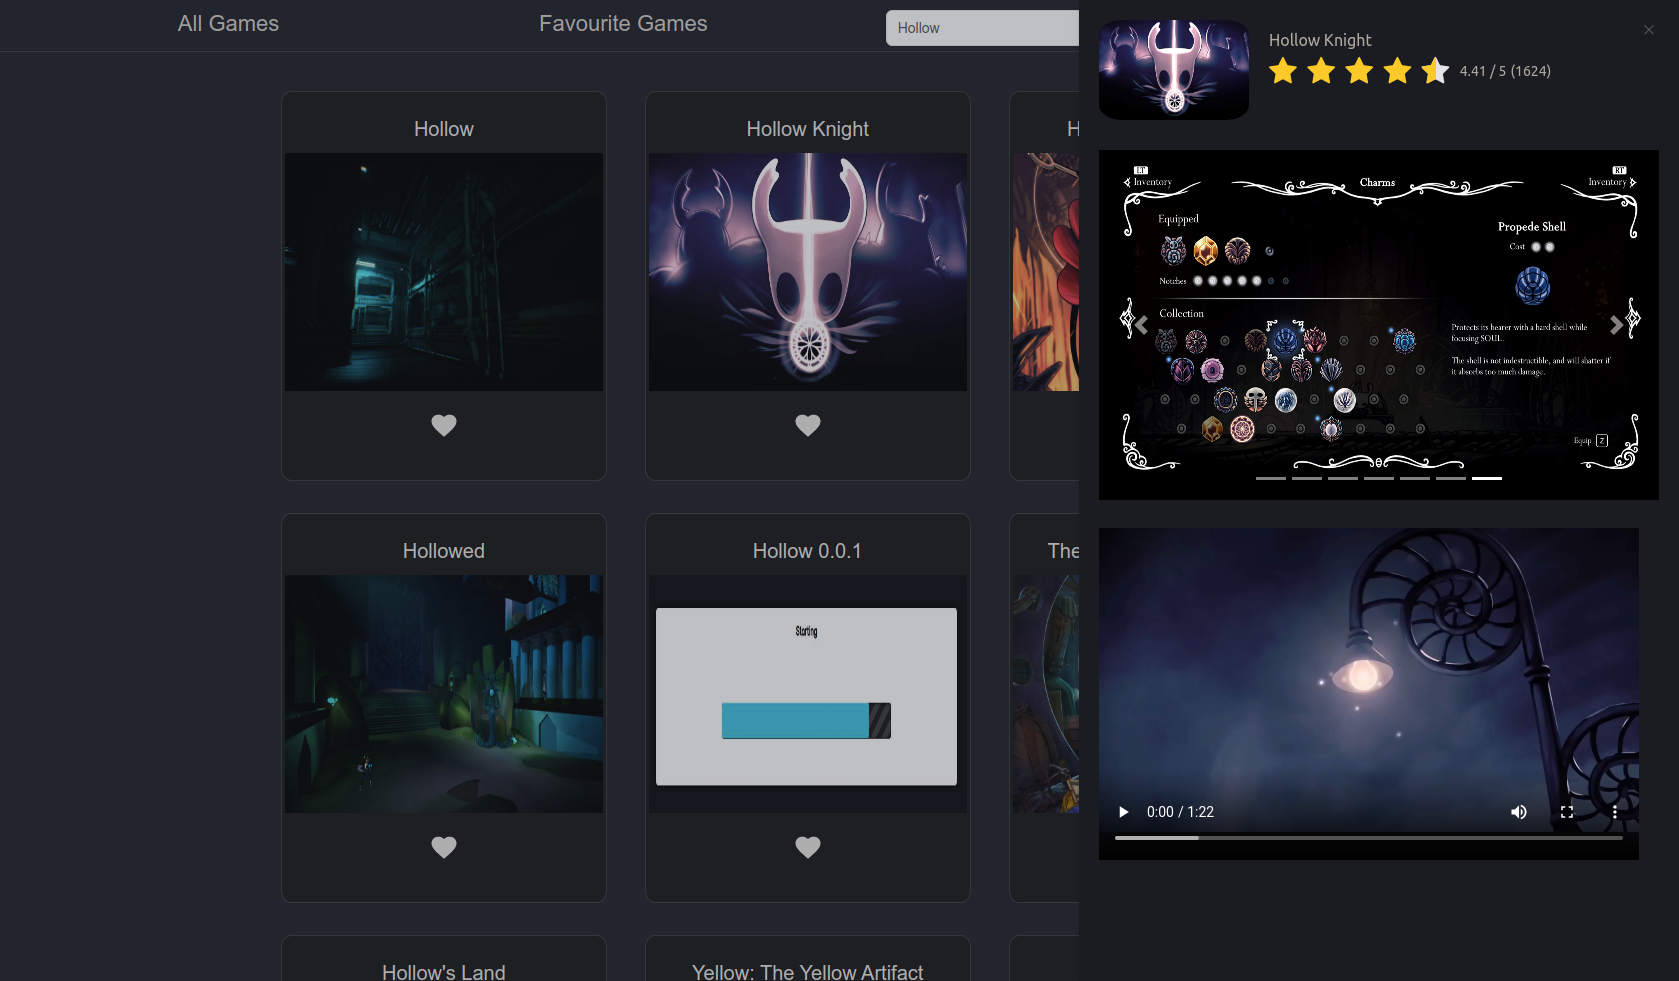 All Games
Favourite Games
Hollow
Hollow
Hollow Knight
H
Hollowed
Hollow 0.0.1
The
Starting
Hollow's Land
Yellow: The Yellow Artifact
×
Hollow Knight
4.41 / 5 (1624)
LT
Inventory
Charms
RT
Inventory
Equipped
Notches
Collection
Propede Shell
Cost
Protects its bearer with a hard shell while
focusing SOUL.
The shell is not indestructible, and will shatter if
it absorbs too much damage.
Equip Z
0:00 / 1:22